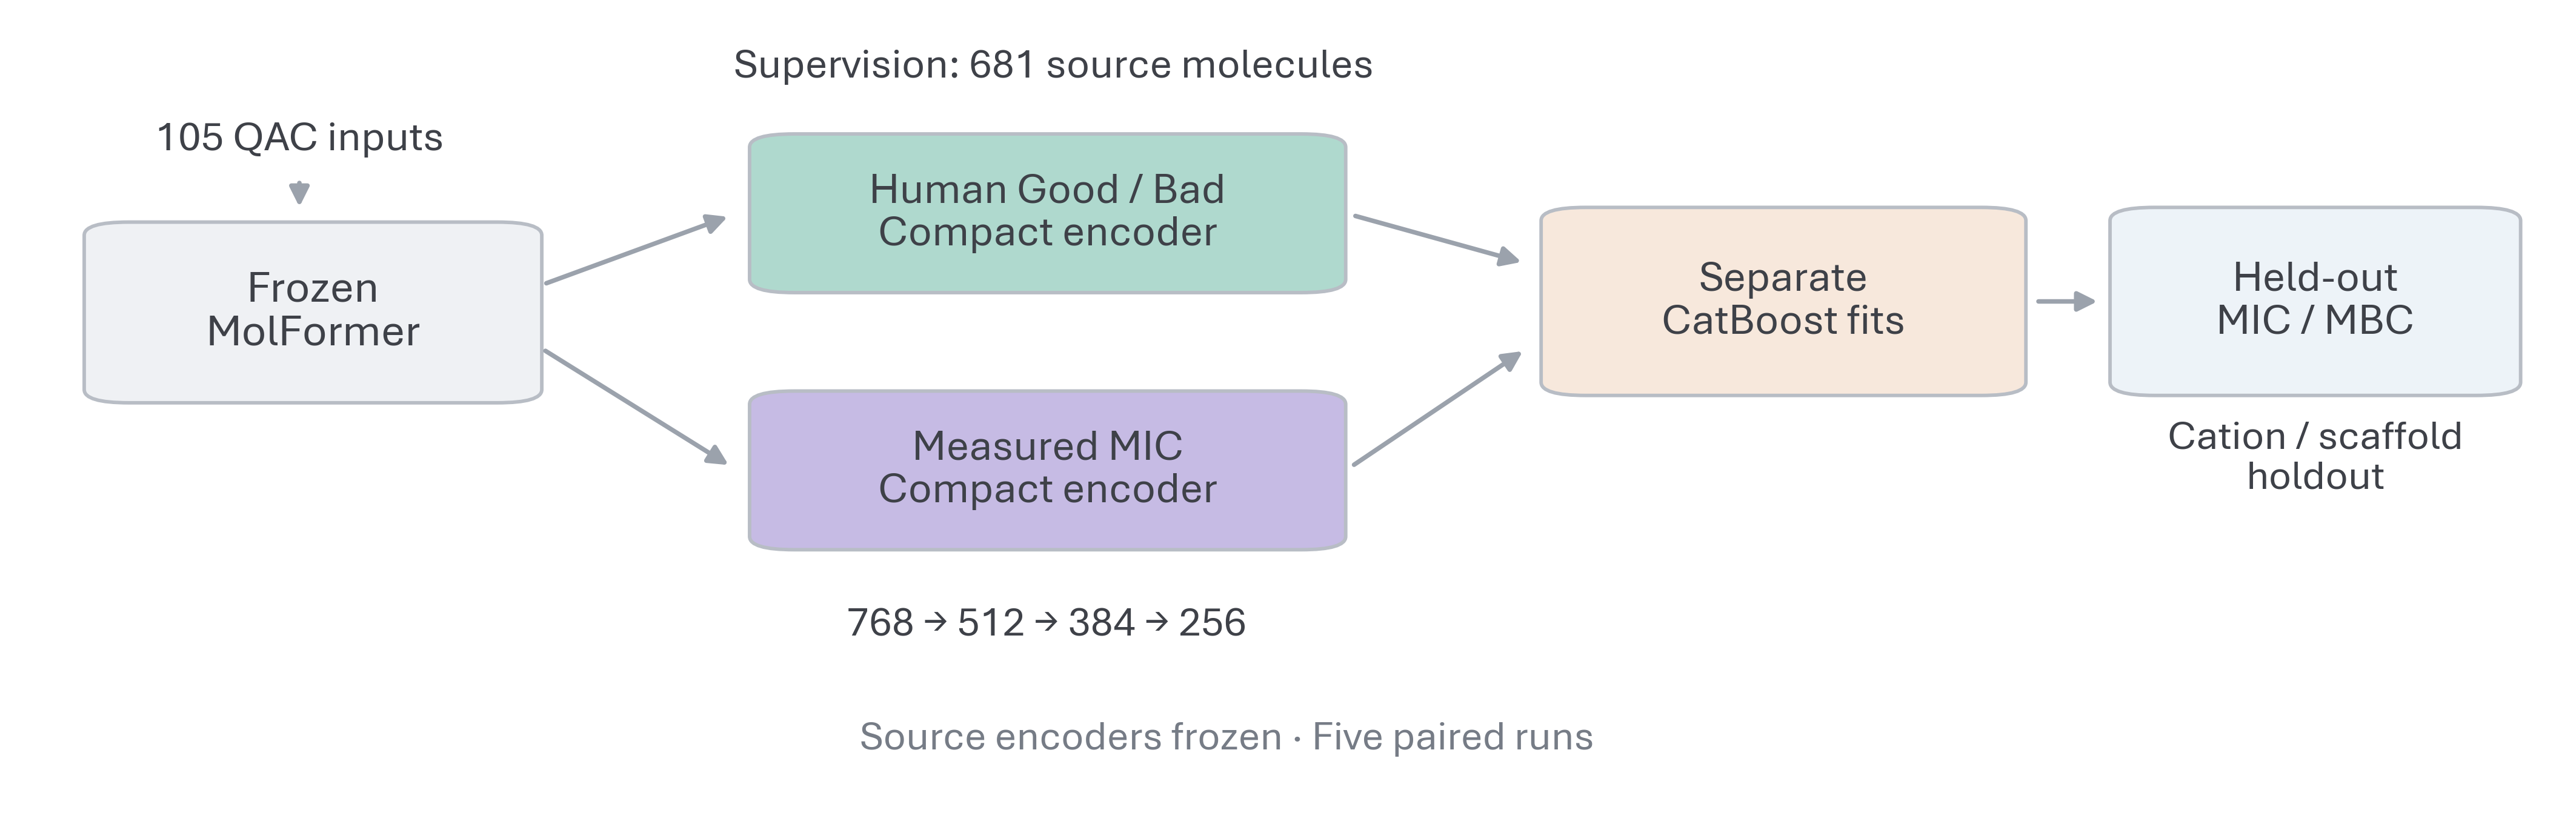 Supervision: 681 source molecules
105 QAC inputs
Frozen
MolFormer
Human Good / Bad
Compact encoder
Measured MIC
Compact encoder
768 → 512 → 384 → 256
Separate
CatBoost fits
Held-out
MIC / MBC
Cation / scaffold
holdout
Source encoders frozen · Five paired runs